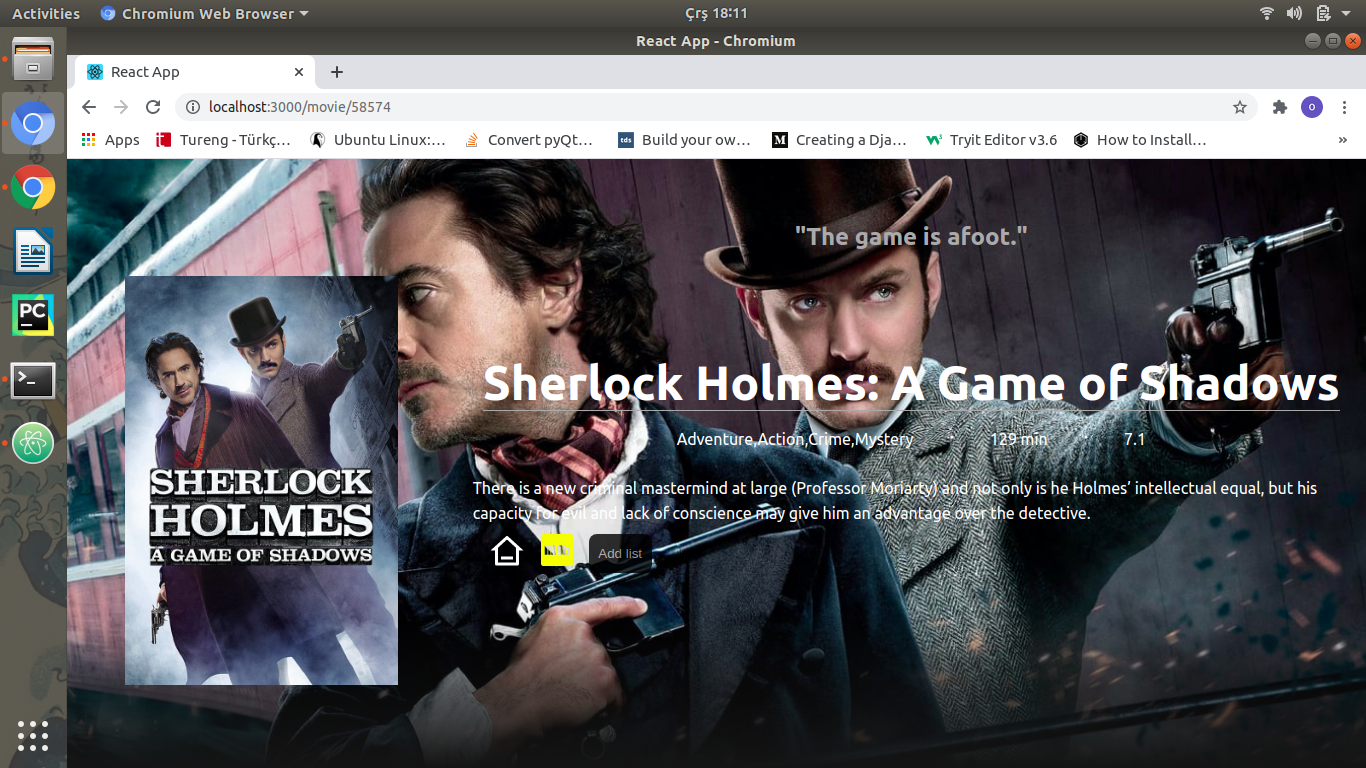 Activities
Chromium Web Browser
Çrş 18:11
React App - Chromium
React App
localhost:3000/movie/58574
O
Apps
Tureng - Türkç...
Ubuntu Linux:...
Convert pyQt...
tds
Build your ow...
M
Creating a Dja...
Tryit Editor v3.6
How to Install...
»
PC
"The game is afoot."
SHERLOCK
HOLMES
A GAME OF SHADOWS
Sherlock Holmes: A Game of Shadows
Adventure,Action,Crime,Mystery
129 min
7.1
There is a new criminal mastermind at large (Professor Moriarty) and not only is he Holmes’ intellectual equal, but his
capacity for evil and lack of conscience may give him an advantage over the detective.
Add list